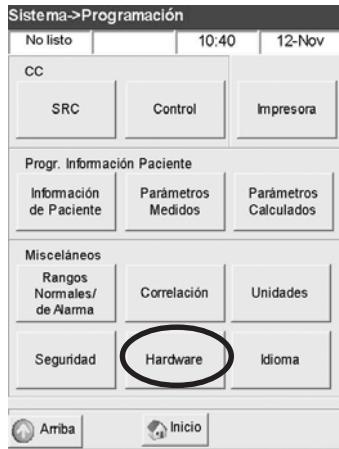 Sistema->Programación
No listo 10:40 12-Nov
CC
SRC Control Impresora
Progr. Información Paciente
Información Parámetros Parámetros
de Paciente Medidos Calculados
Misceláneos
Rangos
Normales/ Correlación Unidades
de Alarma
Seguridad Hardware Idioma
Arriba Inicio